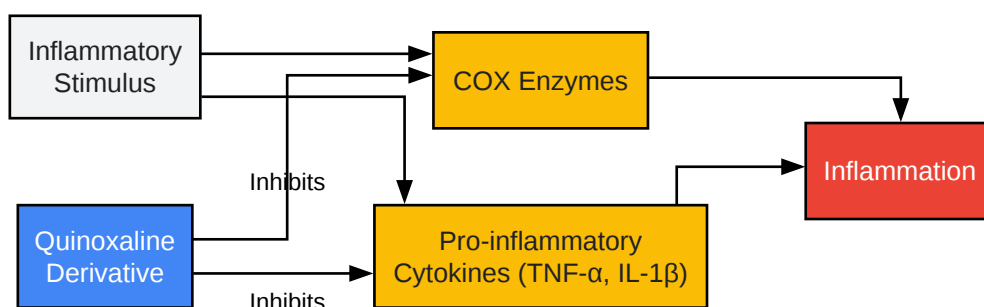 Inflammatory
Stimulus
COX Enzymes
Inflammation
Inhibits
Quinoxaline
Derivative
Pro-inflammatory
Cytokines (TNF-α, IL-1β)
Inhibits